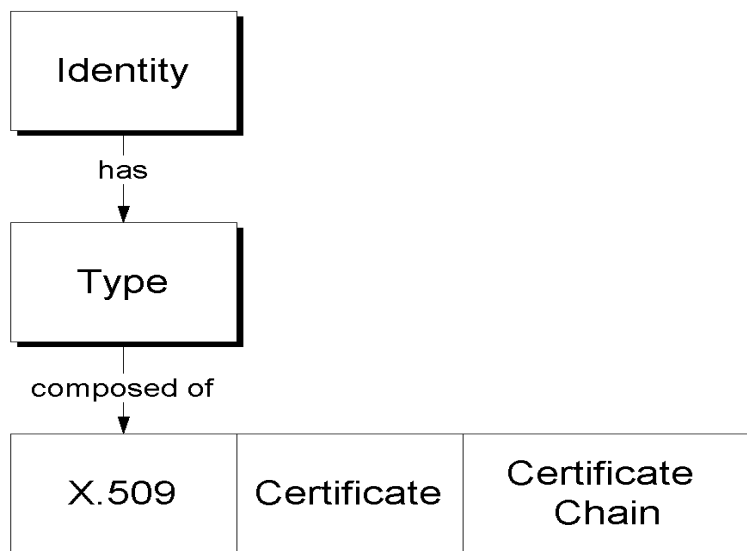 Identity
has
Type
composed of
X.509
Certificate
Certificate
Chain